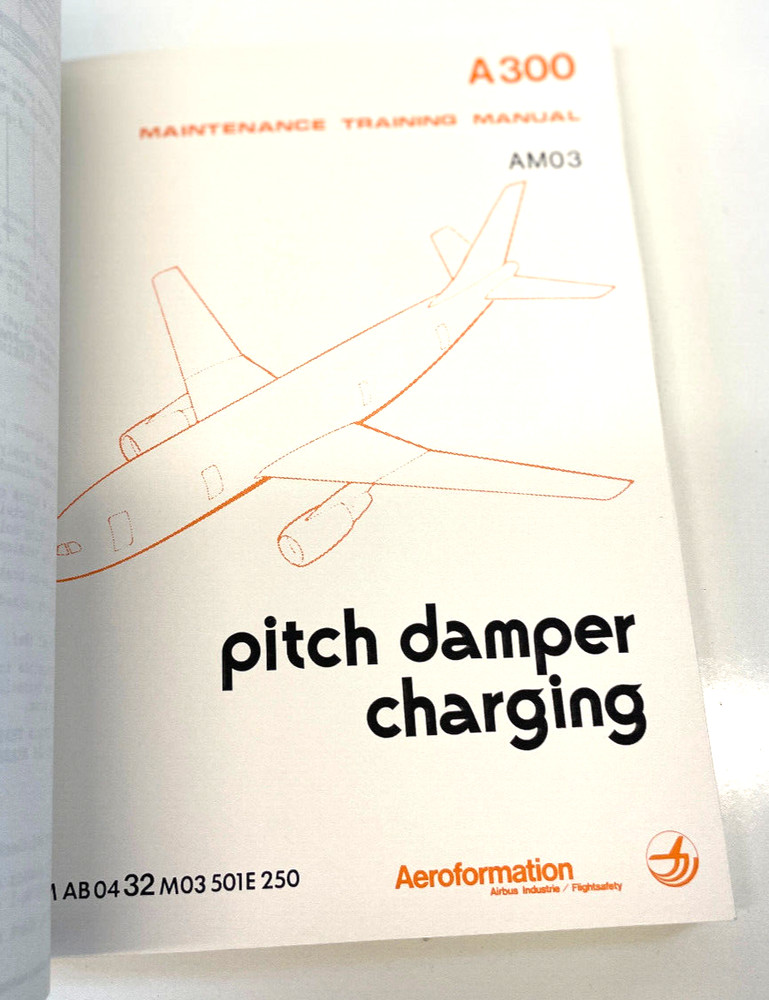 A300
MAINTENANCE TRAINING MANUAL
AM03
pitch damper
charging
AB 04 32 M03 501E 250
Aeroformation
Airbus Industrie / Flightsafety